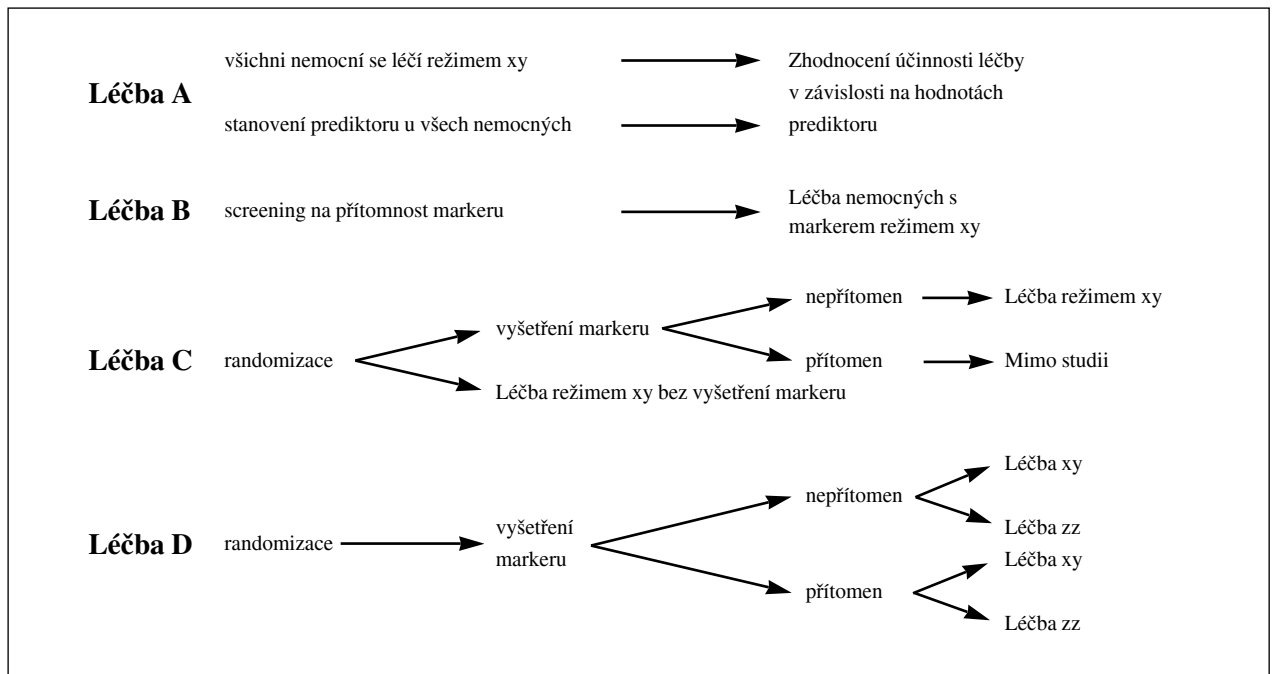 Léčba A
všichni nemocní se léčí režimem xy
Zhodnocení účinnosti léčby
v závislosti na hodnotách
stanovení prediktoru u všech nemocných
prediktoru
Léčba B
screening na přítomnost markeru
Léčba nemocných s
markerem režimem xy
Léčba C
randomizace
vyšetření markeru
nepřítomen
Léčba režimem xy
přítomen
Mimo studii
Léčba režimem xy bez vyšetření markeru
Léčba D
randomizace
vyšetření
markeru
nepřítomen
Léčba xy
Léčba zz
přítomen
Léčba xy
Léčba zz